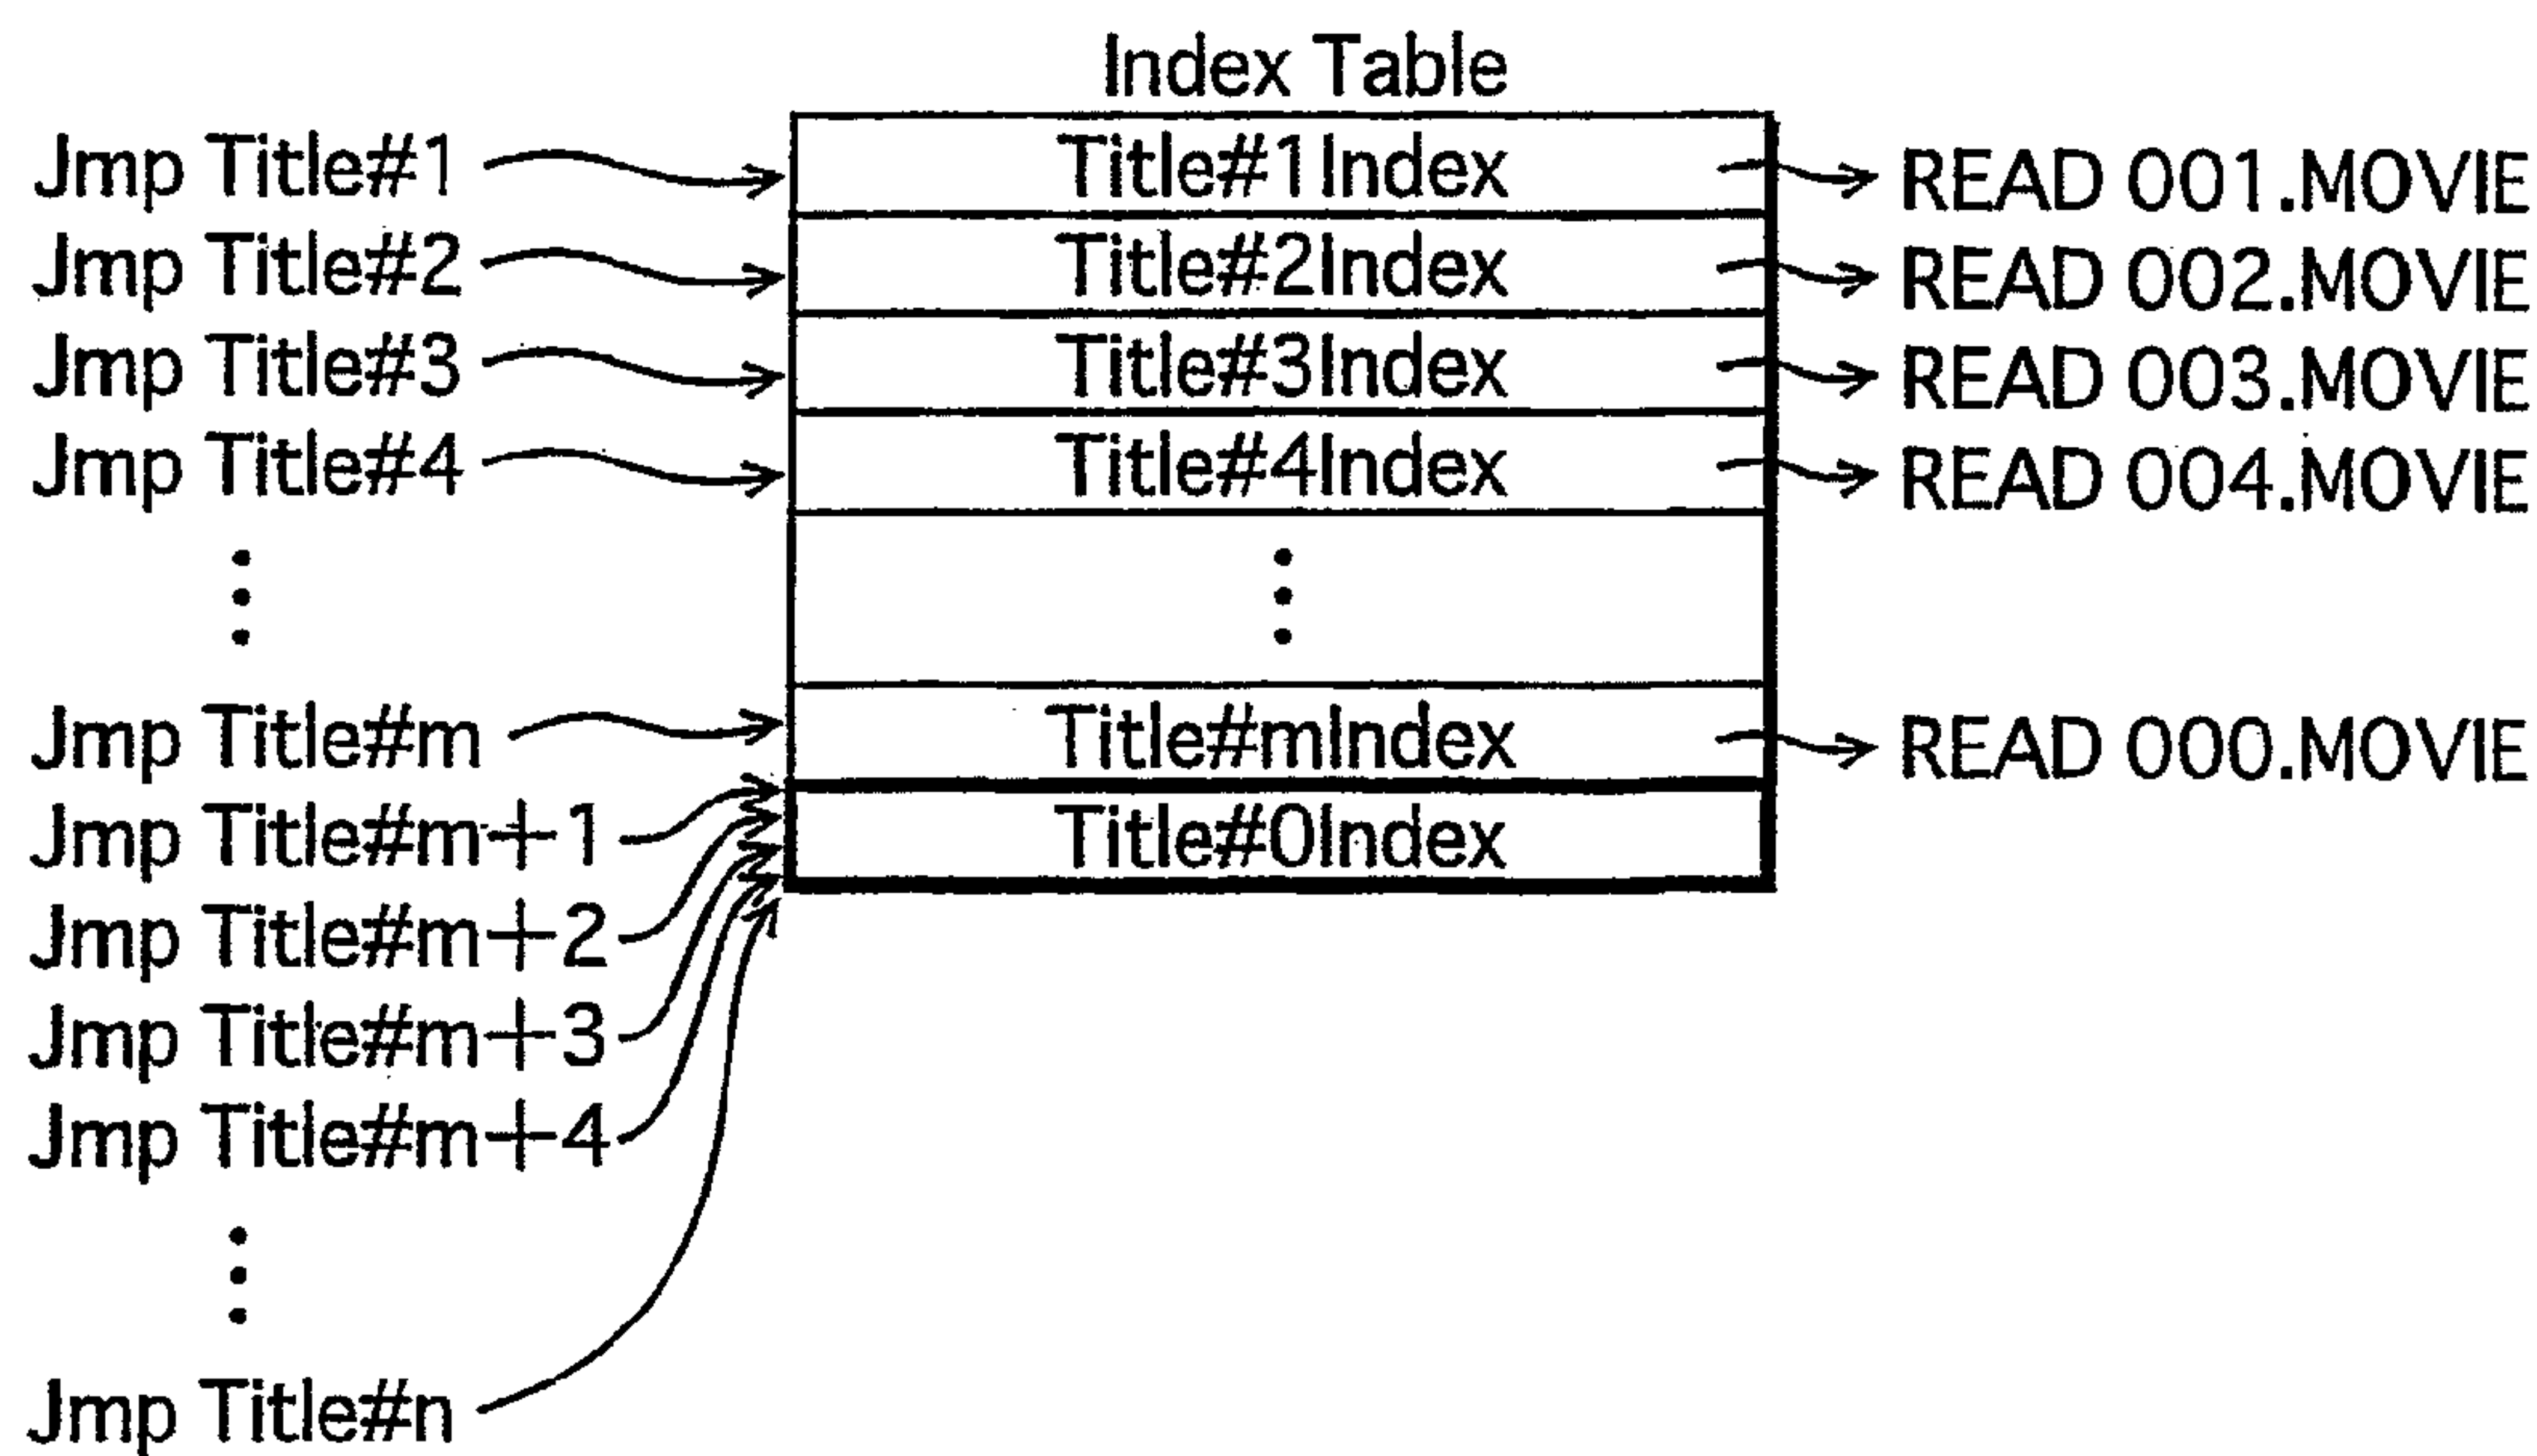 Index Table
Jmp Title#1 Title#1Index READ 001.MOVIE
Jmp Title#2 Title#2Index READ 002.MOVIE
Jmp Title#3 Title#3Index READ 003.MOVIE
Jmp Title#4 Title#4Index READ 004.MOVIE
Jmp Title#m Title#mIndex READ 000.MOVIE
Jmp Title#m+1 Title#0Index
Jmp Title#m+2
Jmp Title#m+3
Jmp Title#m+4
Jmp Title#n